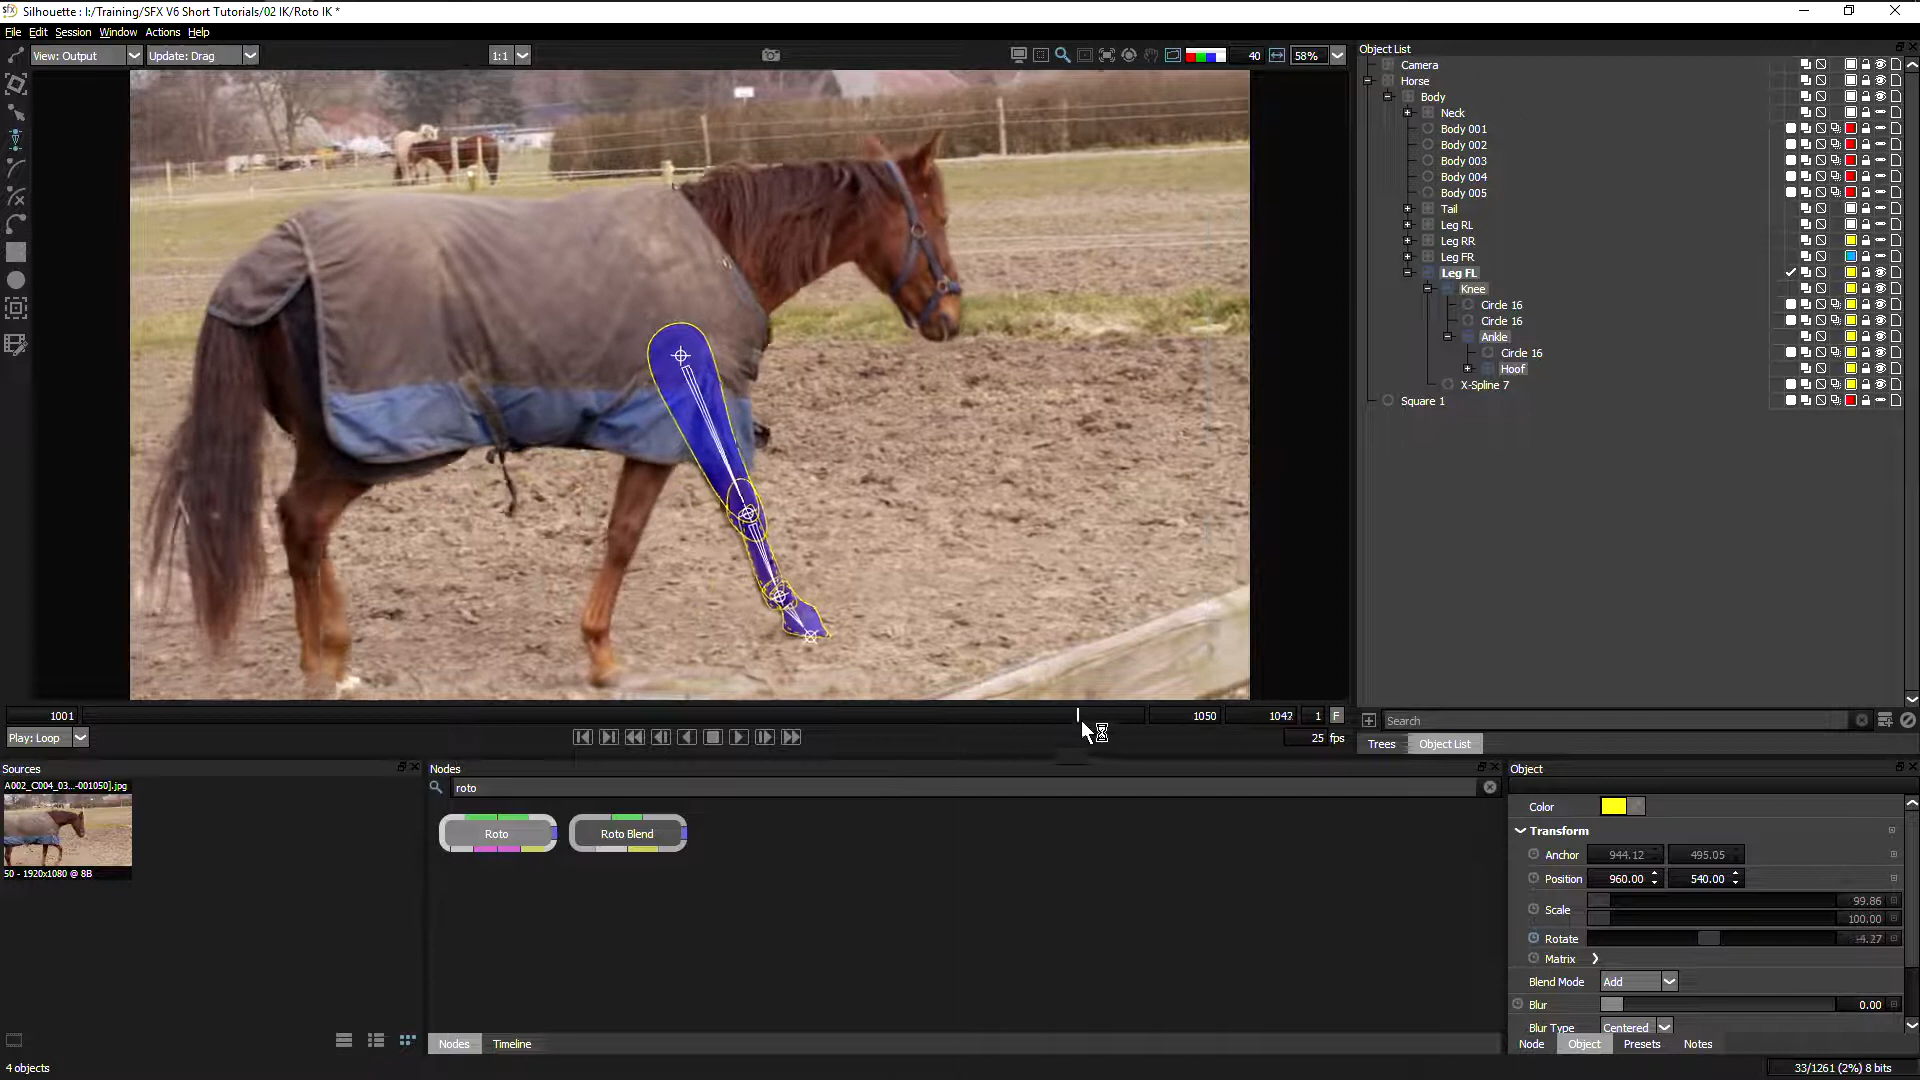 Silhouette : I:/Training/SFX V6 Short Tutorials/02 IK/Roto IK *
File Edit Session Window Actions Help
View: Output Update: Drag 1:1 40 58%
Object List
Camera
Horse
Body
Neck
Body 001
Body 002
Body 003
Body 004
Body 005
Tail
Leg RL
Leg RR
Leg FR
Leg FL
Knee
Circle 16
Circle 16
Ankle
Circle 16
Hoof
X-Spline 7
Square 1
1001 1050 1042 1 F
Search
Play: Loop 25 fps
Trees Object List
Sources
A002_C004_03...-001050].jpg
50 - 1920x1080 @ 8B
Nodes
roto
Roto Roto Blend
Object
Color
Transform
Anchor 944.12 495.05
Position 960.00 540.00
Scale 99.86
100.00
Rotate -4.27
Matrix
Blend Mode Add
Blur 0.00
Blur Type Centered
Nodes Timeline
Node Object Presets Notes
4 objects
33/1261 (2%) 8 bits